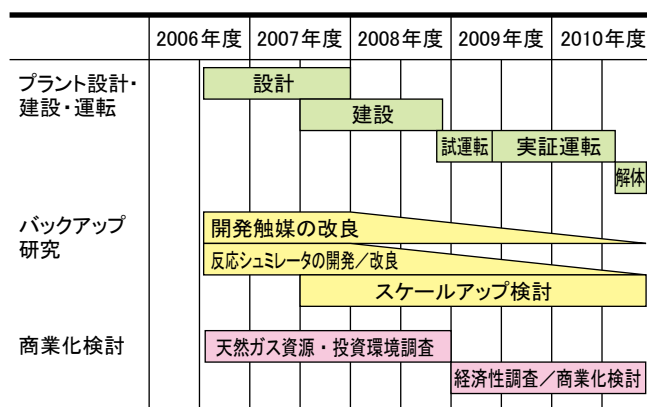 2006年度 2007年度 2008年度 2009年度 2010年度
プラント設計・
建設・運転
設計
建設
試運転 実証運転
解体
バックアップ
研究
開発触媒の改良
反応シュミレータの開発／改良
スケールアップ検討
商業化検討
天然ガス資源・投資環境調査
経済性調査／商業化検討